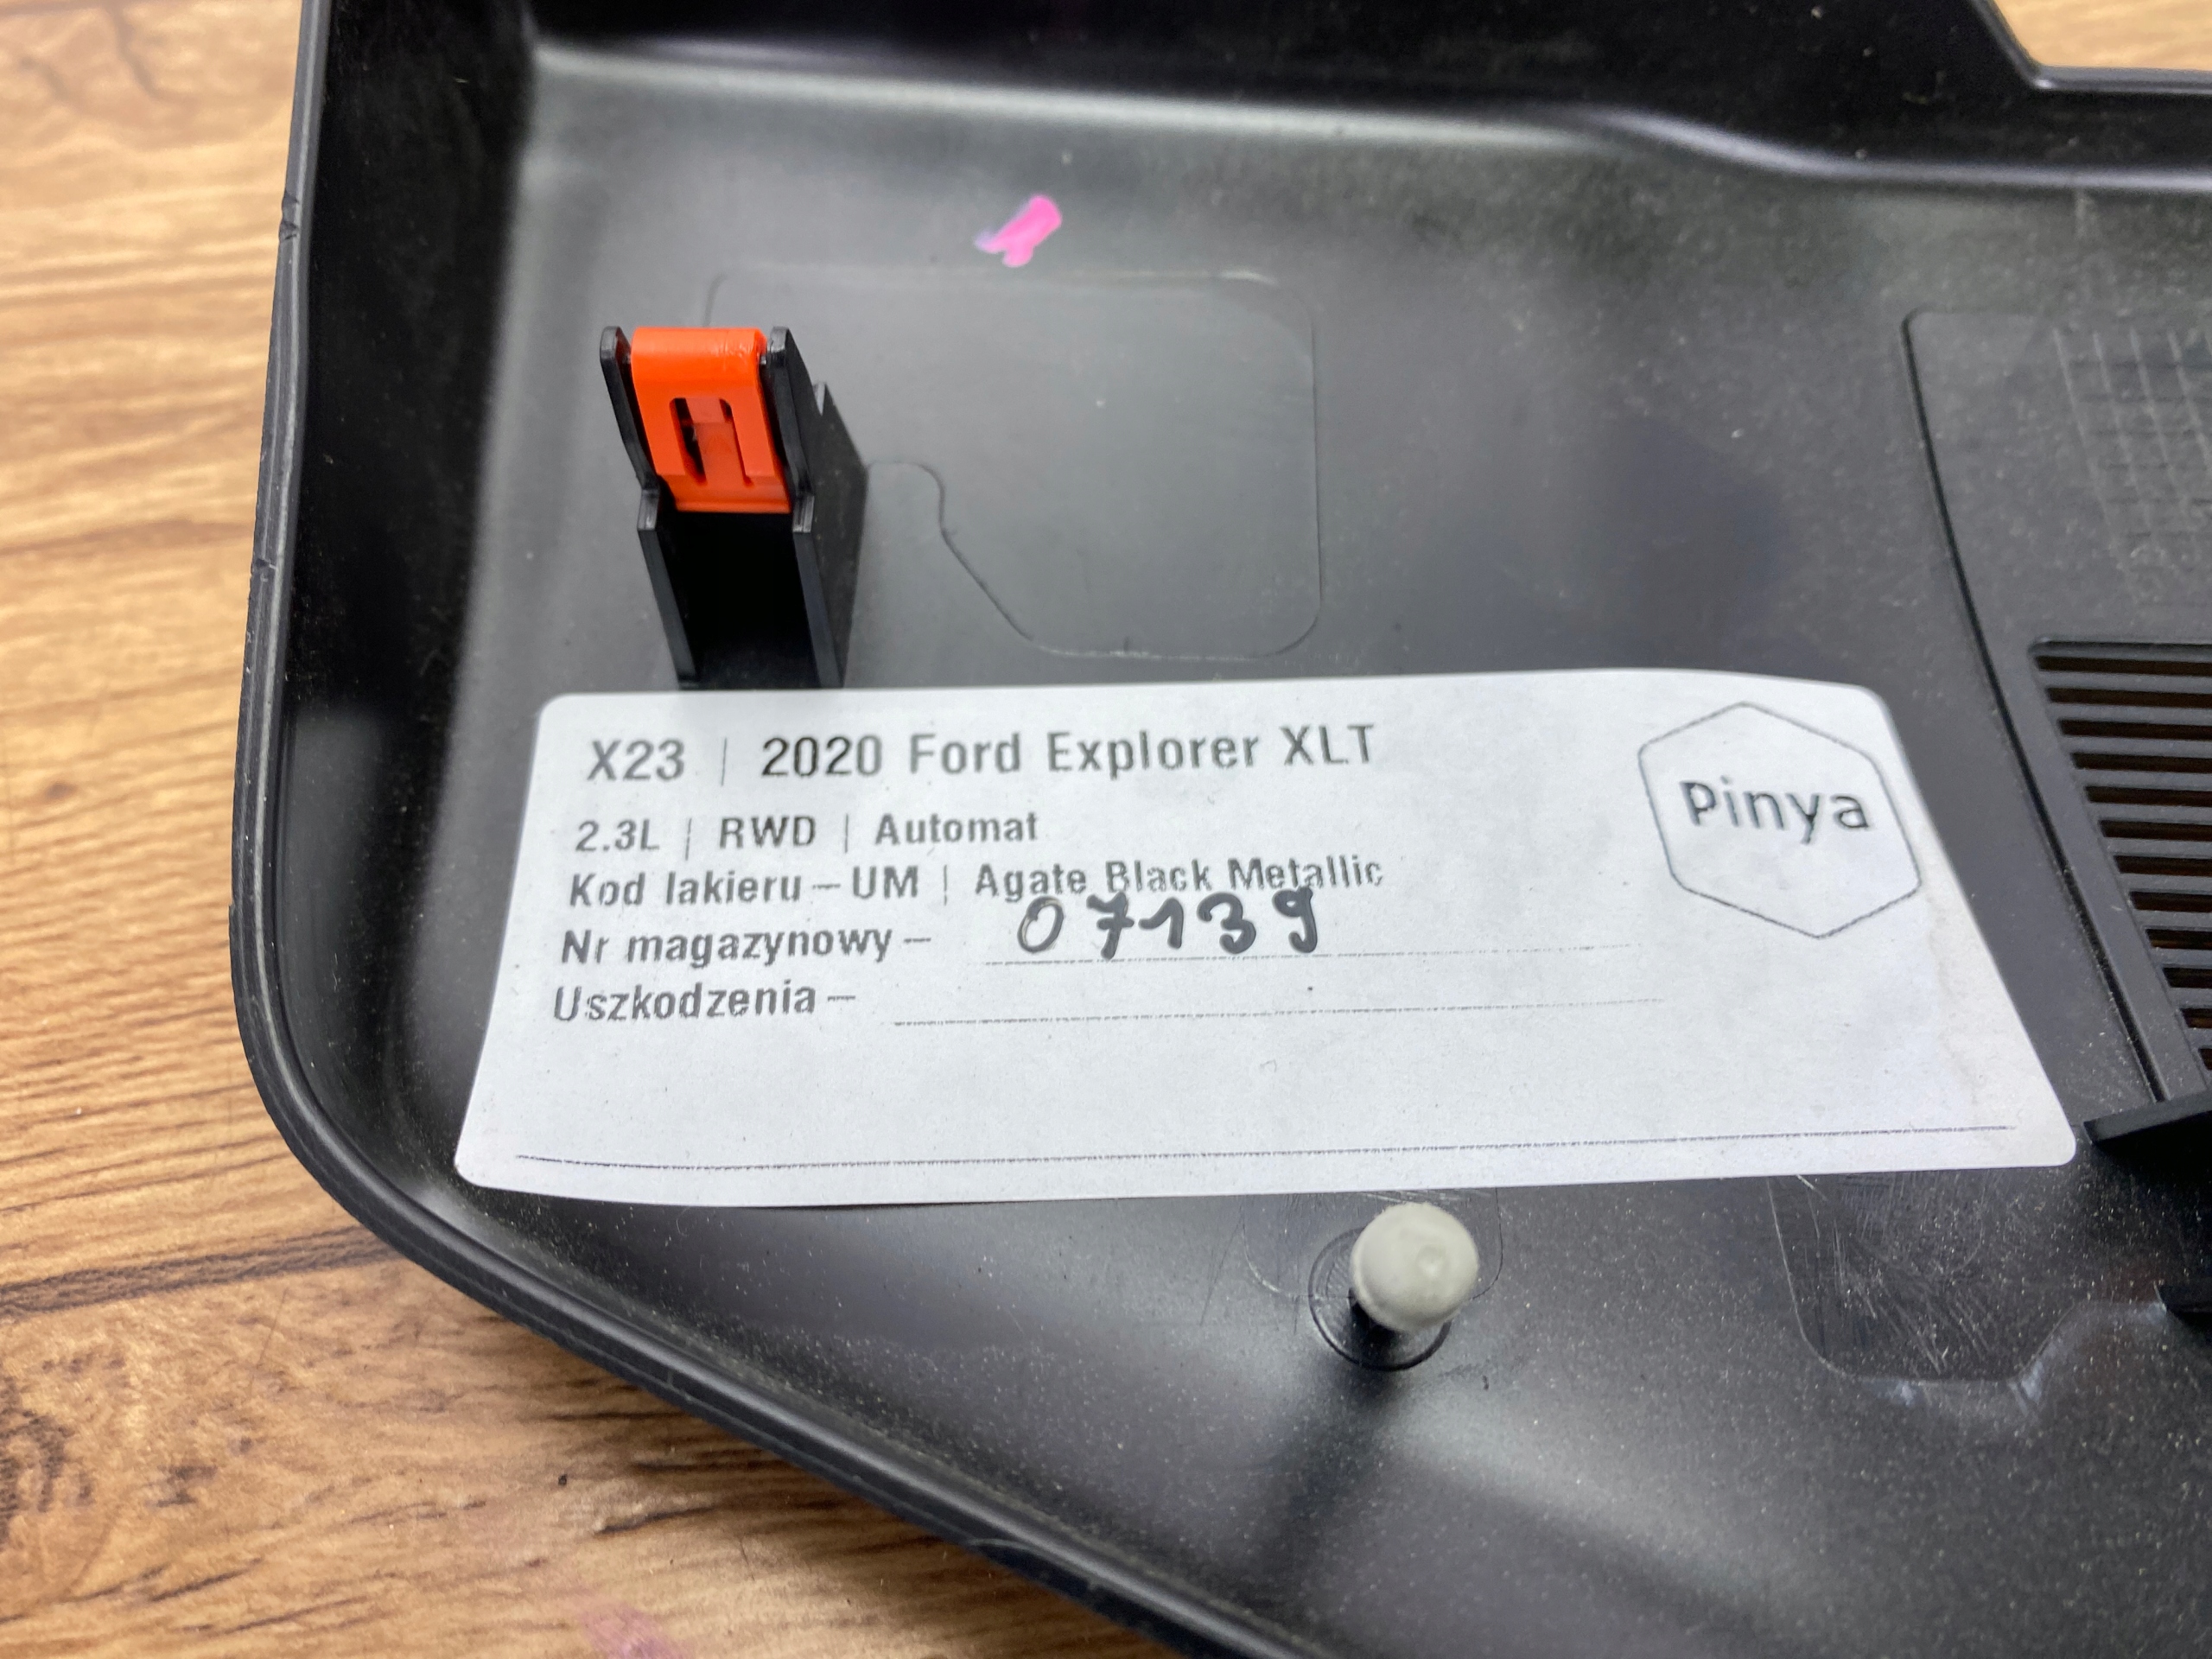 X23 | 2020 Ford Explorer XLT
Pinya
2.3L | RWD | Automat
Kod lakieru – UM | Agate Black Metallic
Nr magazynowy – 07139
Uszkodzenia –